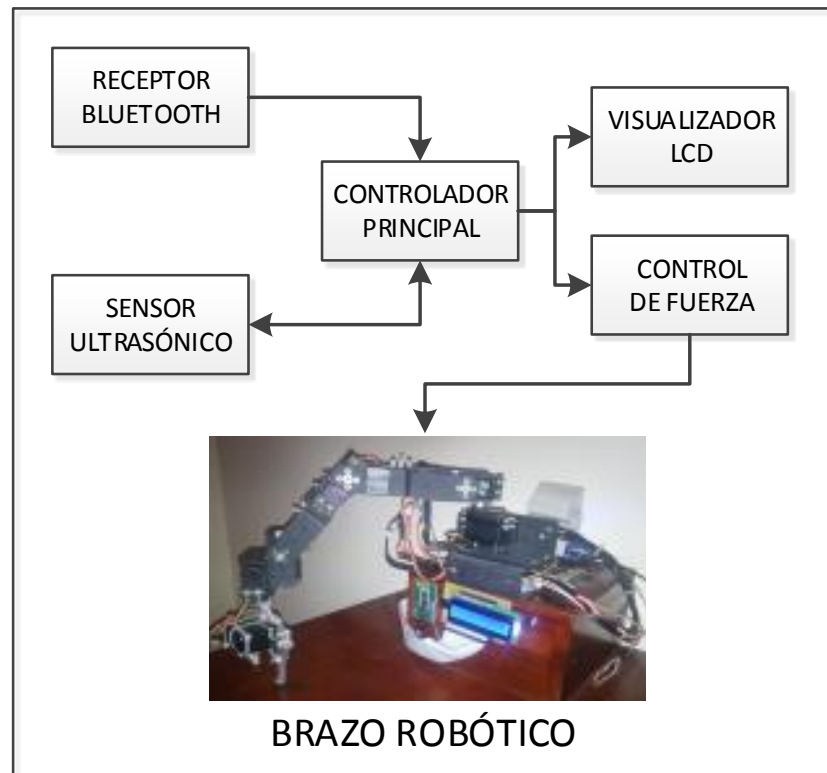 RECEPTOR
BLUETOOTH
VISUALIZADOR
LCD
CONTROLADOR
PRINCIPAL
SENSOR
ULTRASÓNICO
CONTROL
DE FUERZA
BRAZO ROBÓTICO